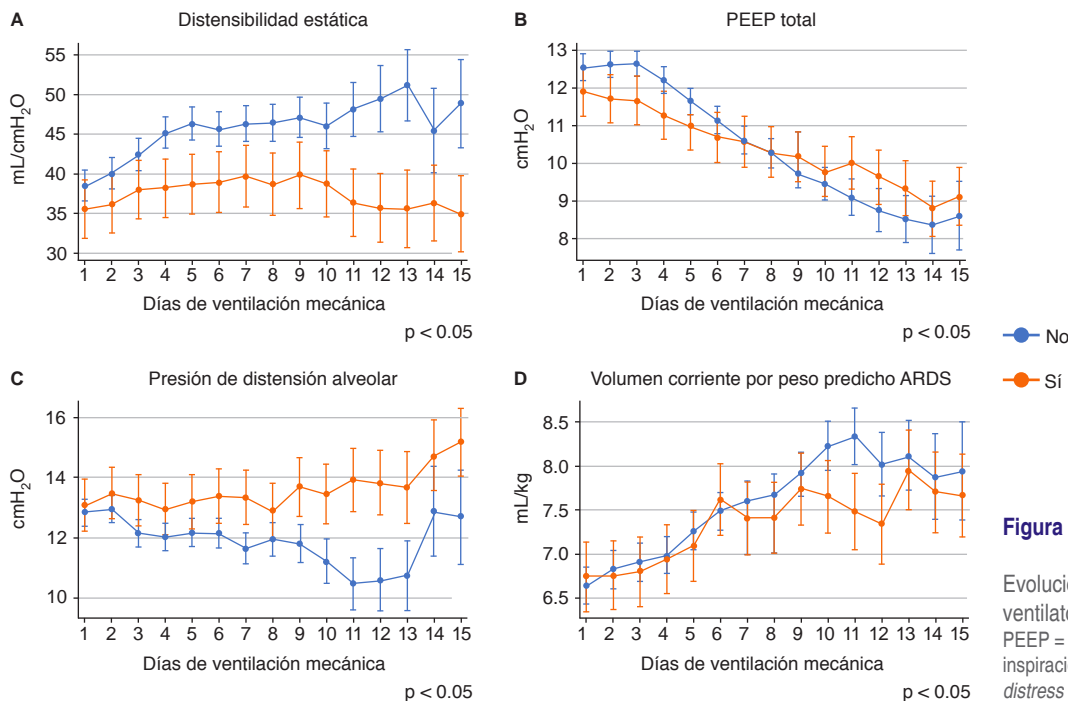 A Distensibilidad estática
55
50
45
40
35
30
mL/cmH2O
1 2 3 4 5 6 7 8 9 10 11 12 13 14 15
Días de ventilación mecánica
p < 0.05
B PEEP total
13
12
11
10
9
8
cmH2O
1 2 3 4 5 6 7 8 9 10 11 12 13 14 15
Días de ventilación mecánica
p < 0.05
C Presión de distensión alveolar
16
14
12
10
cmH2O
1 2 3 4 5 6 7 8 9 10 11 12 13 14 15
Días de ventilación mecánica
p < 0.05
D Volumen corriente por peso predicho ARDS
8.5
8.0
7.5
7.0
6.5
mL/kg
1 2 3 4 5 6 7 8 9 10 11 12 13 14 15
Días de ventilación mecánica
p < 0.05
No
Sí
Figura
Evolució
ventilato
PEEP =
inspiració
distress